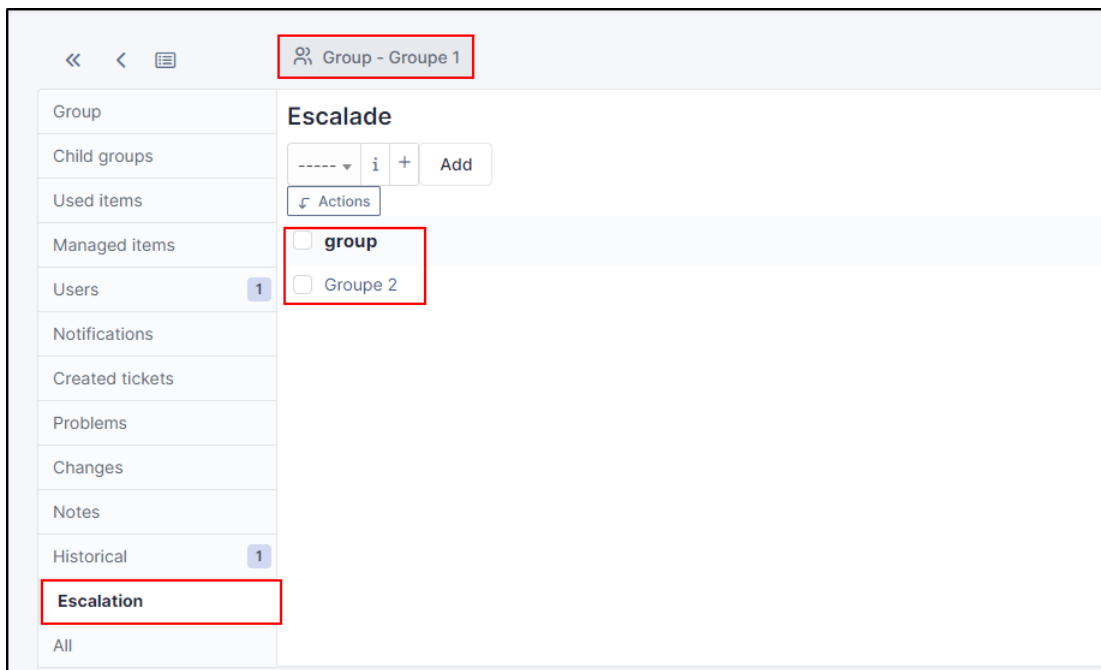 Group - Groupe 1
Group
Child groups
Used items
Managed items
Users 1
Notifications
Created tickets
Problems
Changes
Notes
Historical 1
Escalation
All
Escalade
----- i + Add
Actions
group
Groupe 2